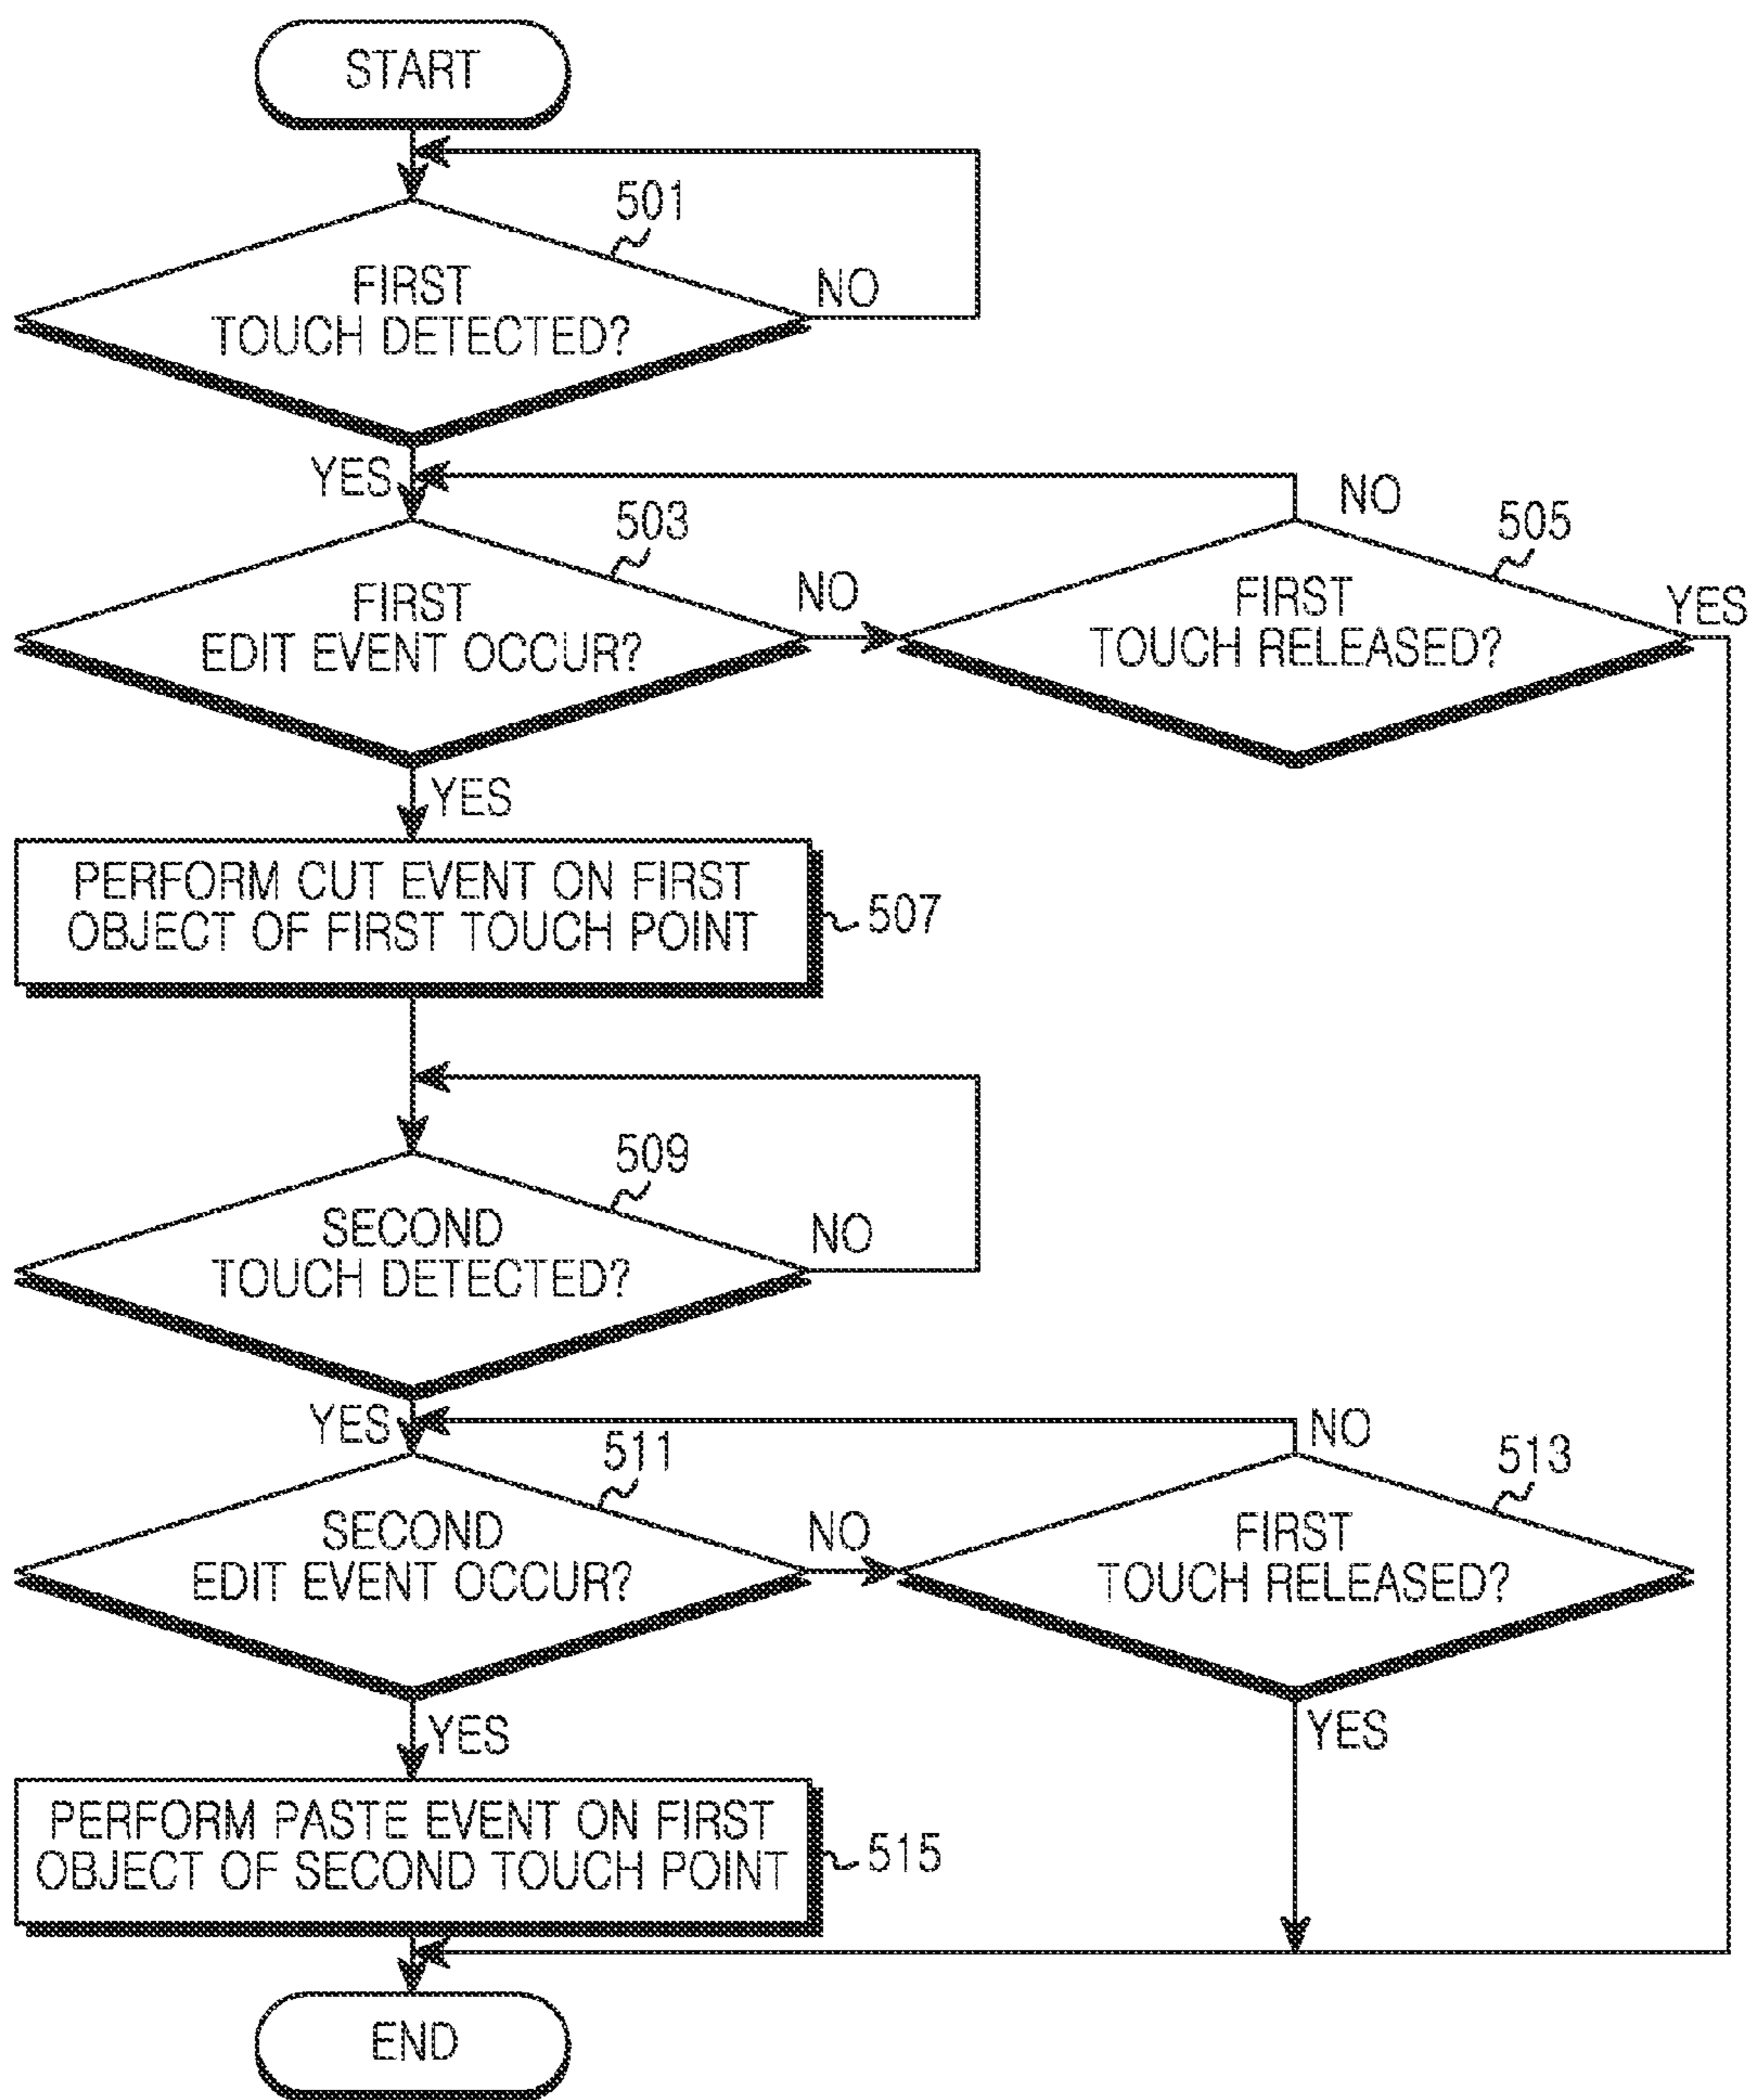 START
501
FIRST
TOUCH DETECTED?
NO
YES
503
FIRST
EDIT EVENT OCCUR?
NO
NO
505
FIRST
TOUCH RELEASED?
YES
YES
PERFORM CUT EVENT ON FIRST
OBJECT OF FIRST TOUCH POINT
507
509
SECOND
TOUCH DETECTED?
NO
YES
511
SECOND
EDIT EVENT OCCUR?
NO
NO
513
FIRST
TOUCH RELEASED?
YES
YES
PERFORM PASTE EVENT ON FIRST
OBJECT OF SECOND TOUCH POINT
515
END